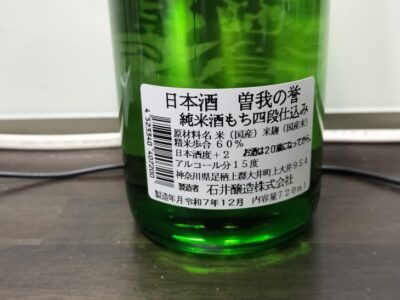 日本酒　曽我の誉
純米酒もち四段仕込み
原材料名 米（国産）米麹（国産米）
精米歩合 60%
日本酒度＋2　お酒は20歳になってから。
アルコール分 15度
神奈川県足柄上郡大井町上大井954
製造者 石井醸造株式会社
製造年月 令和7年12月　内容量720ml
4 523340 407200